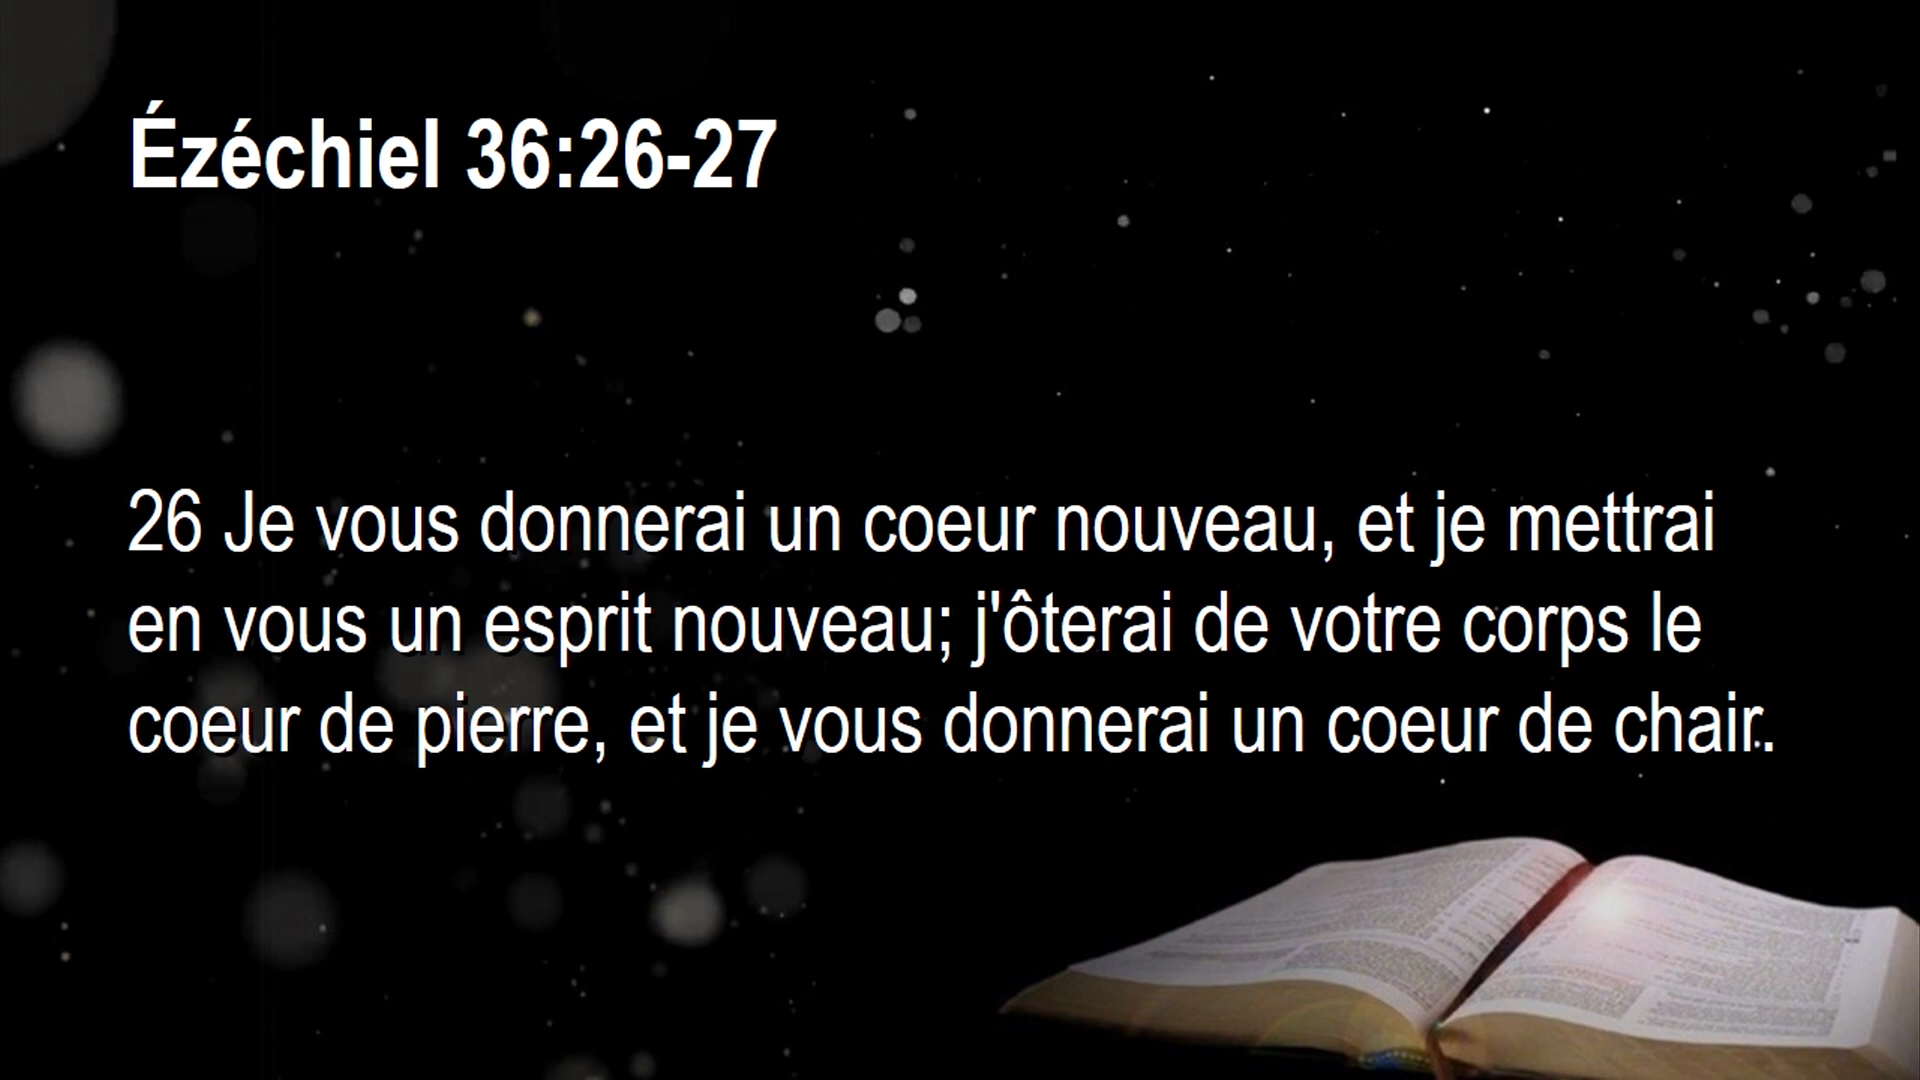 Ézéchiel 36:26-27
26 Je vous donnerai un coeur nouveau, et je mettrai
en vous un esprit nouveau; j'ôterai de votre corps le
coeur de pierre, et je vous donnerai un coeur de chair.